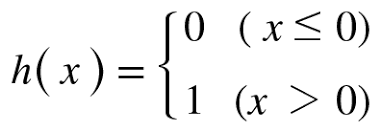 h(x) = { 0 (x ≤ 0)
1 (x > 0)